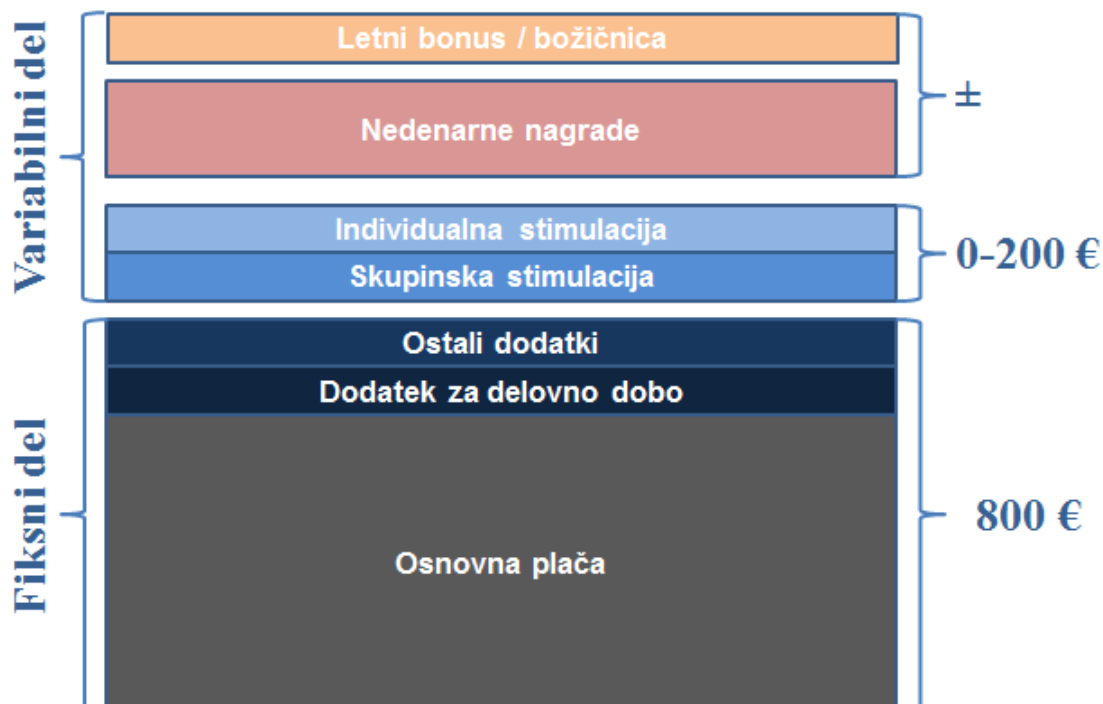 Variabilni del
Letni bonus / božičnica
Nedenarne nagrade
±
Individualna stimulacija
Skupinska stimulacija
0-200 €
Fiksni del
Ostali dodatki
Dodatek za delovno dobo
Osnovna plača
800 €